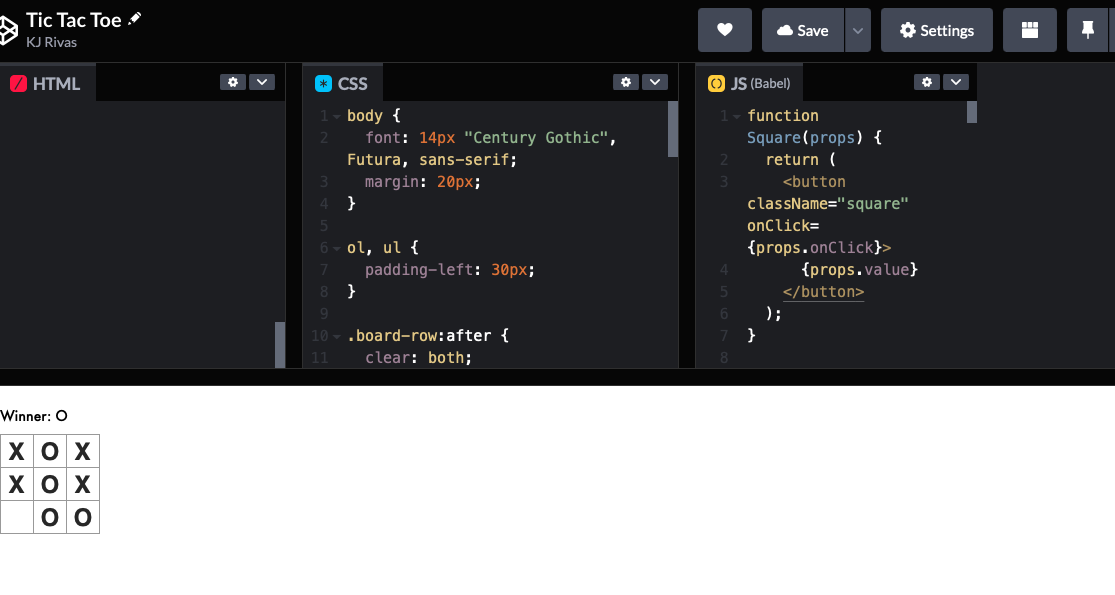 Tic Tac Toe
KJ Rivas
Save
Settings
HTML
CSS
JS (Babel)
1 body {
2 font: 14px "Century Gothic",
Futura, sans-serif;
3 margin: 20px;
4 }
5
6 ol, ul {
7 padding-left: 30px;
8 }
9
10 .board-row:after {
11 clear: both;
1 function
Square(props) {
2 return (
3 <button
className="square"
onClick=
{props.onClick}>
4 {props.value}
5 </button>
6 );
7 }
8
Winner: O
X O X
X O X
O O